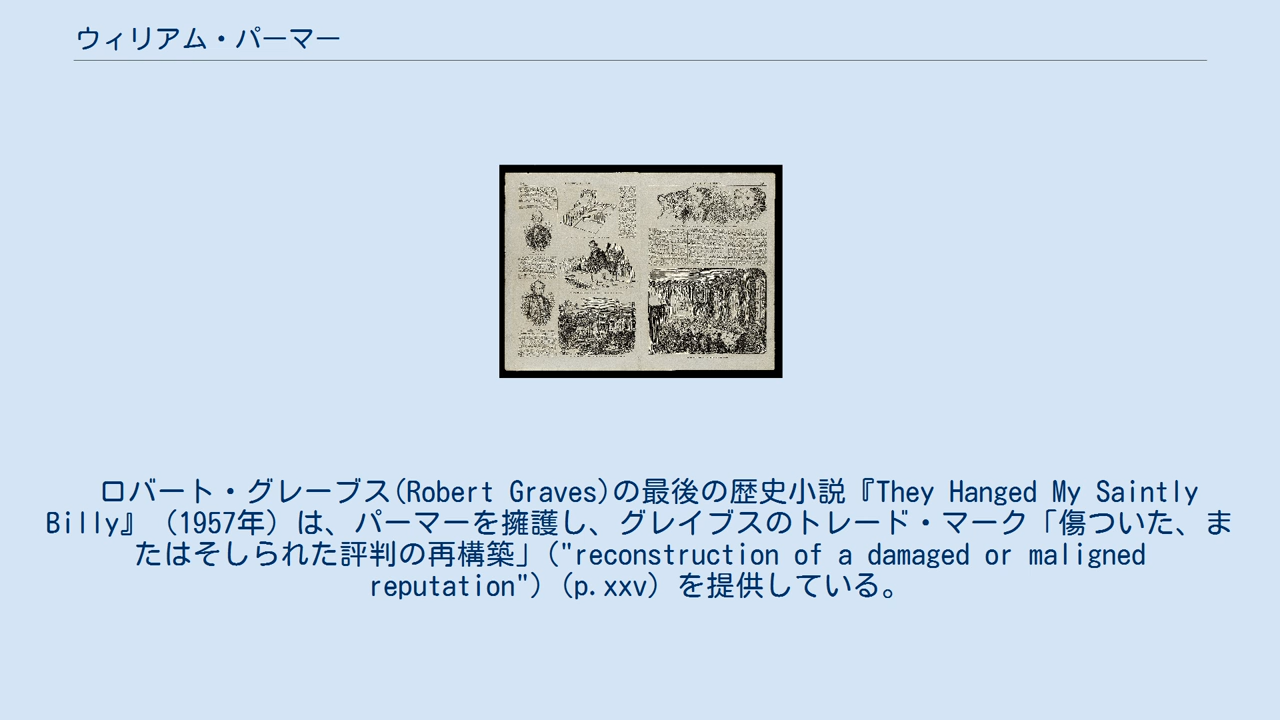 ウィリアム・パーマー
ロバート・グレーブス(Robert Graves)の最後の歴史小説『They Hanged My Saintly
Billy』（1957年）は、パーマーを擁護し、グレイブスのトレード・マーク「傷ついた、ま
たはそしられた評判の再構築」("reconstruction of a damaged or maligned
reputation")（p.xxv）を提供している。